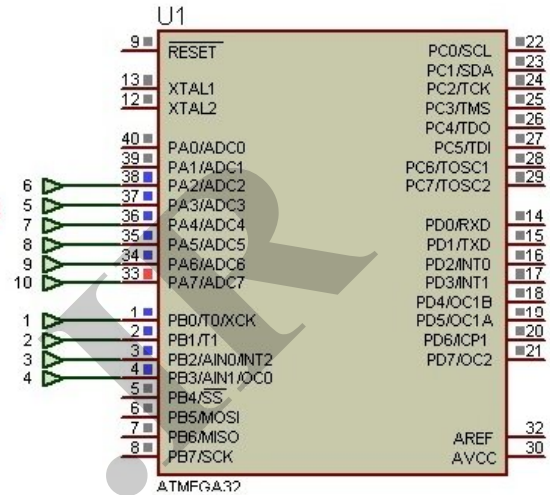 U1
9 RESET PC0/SCL 22
PC1/SDA 23
13 XTAL1 PC2/TCK 24
12 XTAL2 PC3/TMS 25
PC4/TDO 26
40 PA0/ADC0 PC5/TDI 27
39 PA1/ADC1 PC6/TOSC1 28
6 38 PA2/ADC2 PC7/TOSC2 29
5 37 PA3/ADC3
7 36 PA4/ADC4 PD0/RXD 14
8 35 PA5/ADC5 PD1/TXD 15
9 34 PA6/ADC6 PD2/INT0 16
10 33 PA7/ADC7 PD3/INT1 17
PD4/OC1B 18
1 1 PB0/T0/XCK PD5/OC1A 19
2 2 PB1/T1 PD6/ICP1 20
3 3 PB2/AIN0/INT2 PD7/OC2 21
4 4 PB3/AIN1/OC0
5 PB4/SS
6 PB5/MOSI
7 PB6/MISO AREF 32
8 PB7/SCK AVCC 30
ATMEGA32
.IR